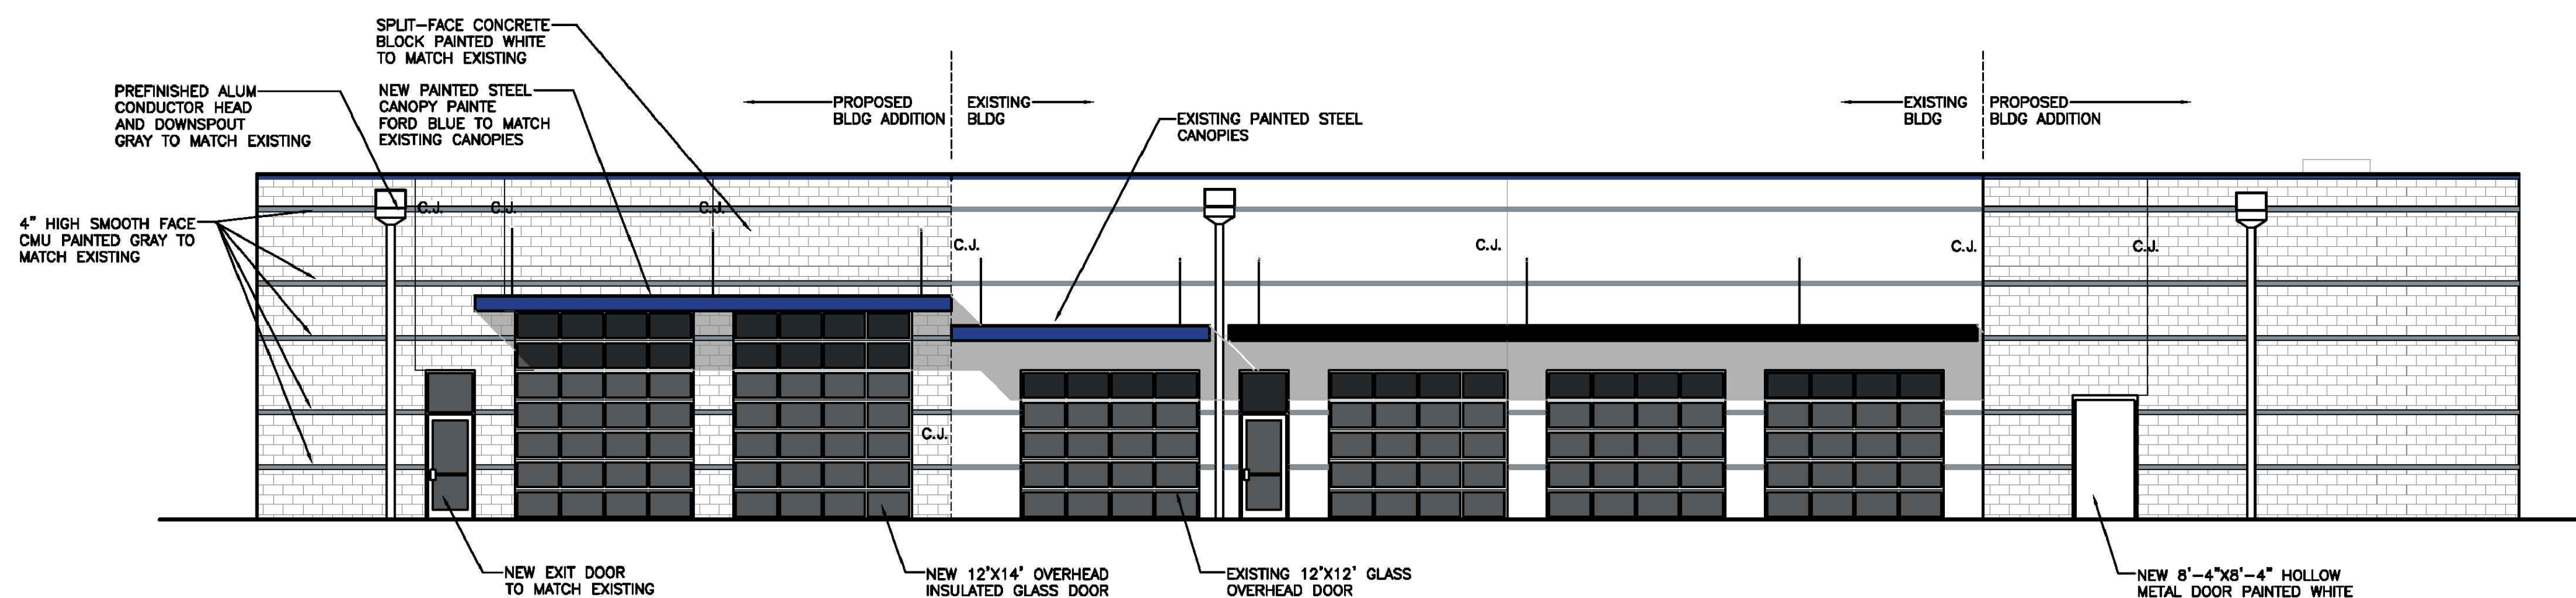 SPLIT-FACE CONCRETE
BLOCK PAINTED WHITE
TO MATCH EXISTING
PREFINISHED ALUM
CONDUCTOR HEAD
AND DOWNSPOUT
GRAY TO MATCH EXISTING
NEW PAINTED STEEL
CANOPY PAINTE
FORD BLUE TO MATCH
EXISTING CANOPIES
PROPOSED
BLDG ADDITION
EXISTING
BLDG
EXISTING PAINTED STEEL
CANOPIES
EXISTING
BLDG
PROPOSED
BLDG ADDITION
4" HIGH SMOOTH FACE
CMU PAINTED GRAY TO
MATCH EXISTING
C.J.
C.J.
C.J.
C.J.
C.J.
C.J.
C.J.
C.J.
NEW EXIT DOOR
TO MATCH EXISTING
NEW 12'X14' OVERHEAD
INSULATED GLASS DOOR
EXISTING 12'X12' GLASS
OVERHEAD DOOR
NEW 8'-4"X8'-4" HOLLOW
METAL DOOR PAINTED WHITE